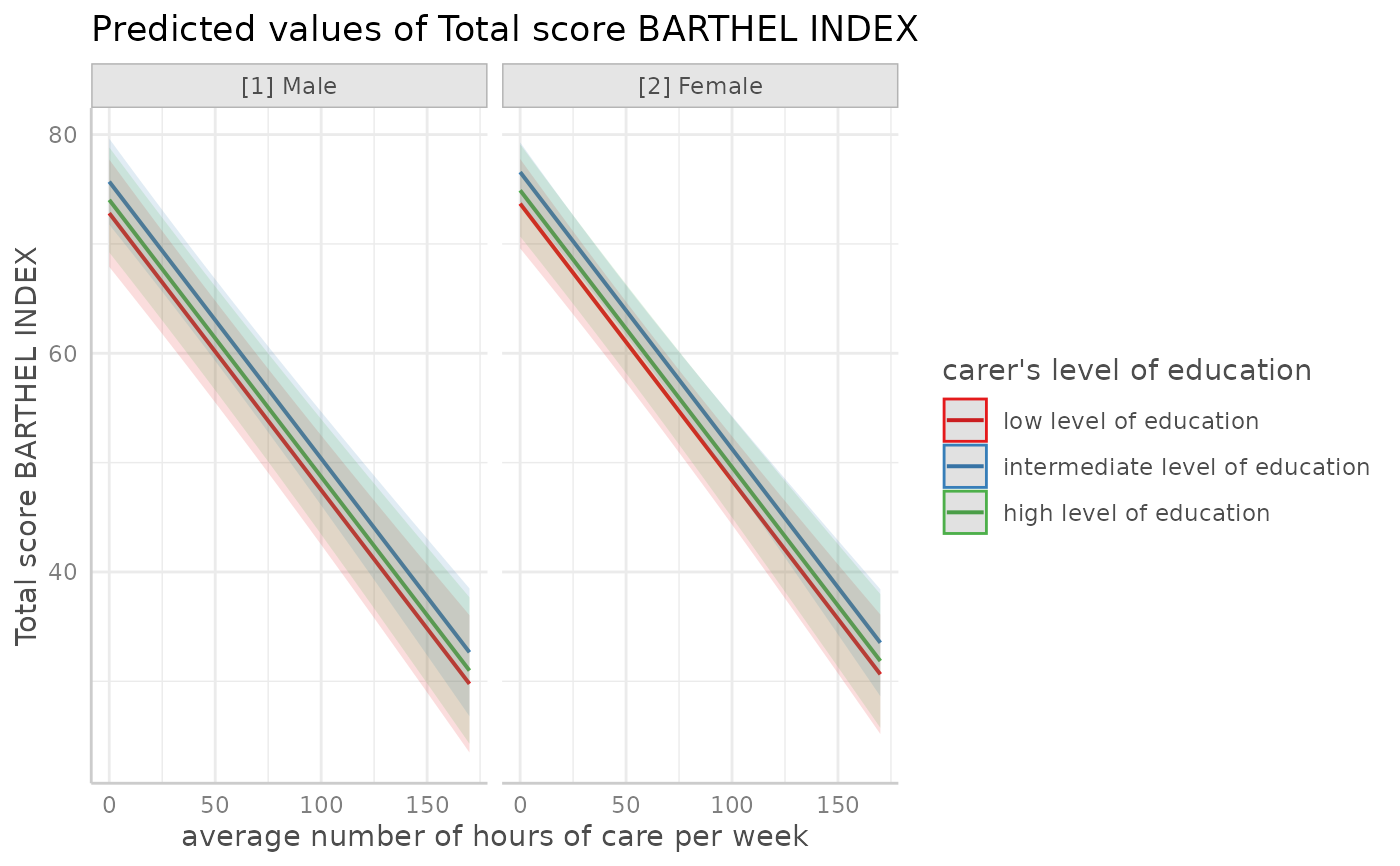 Predicted values of Total score BARTHEL INDEX
[1] Male
[2] Female
80
60
40
Total score BARTHEL INDEX
0
50
100
150
0
50
100
150
average number of hours of care per week
carer's level of education
low level of education
intermediate level of education
high level of education